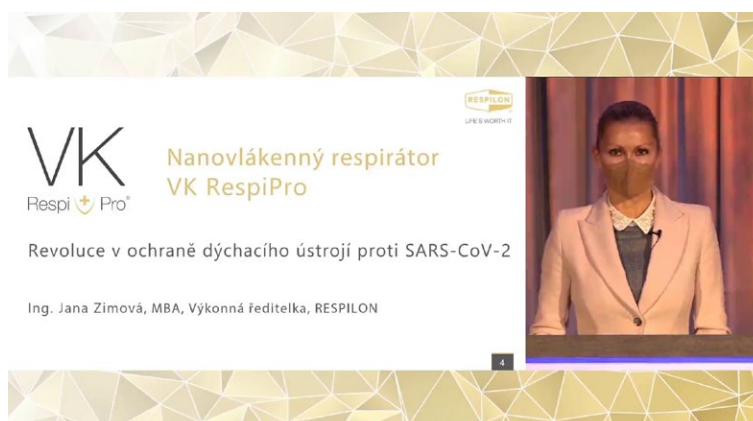 RESPILON
LIFE IS WORTH IT
VK
Respi Pro®
Nanovlákenný respirátor
VK RespiPro
Revoluce v ochraně dýchacího ústrojí proti SARS-CoV-2
Ing. Jana Zimová, MBA, Výkonná ředitelka, RESPILON
4